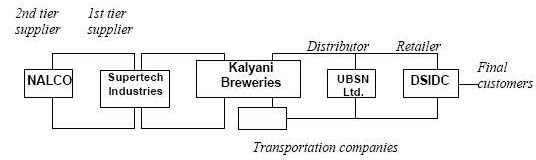 2nd tier
supplier
1st tier
supplier
Distributor
Retailer
NALCO
Supertech
Industries
Kalyani
Breweries
UBSN
Ltd.
DSIDC
Final
customers
Transportation companies